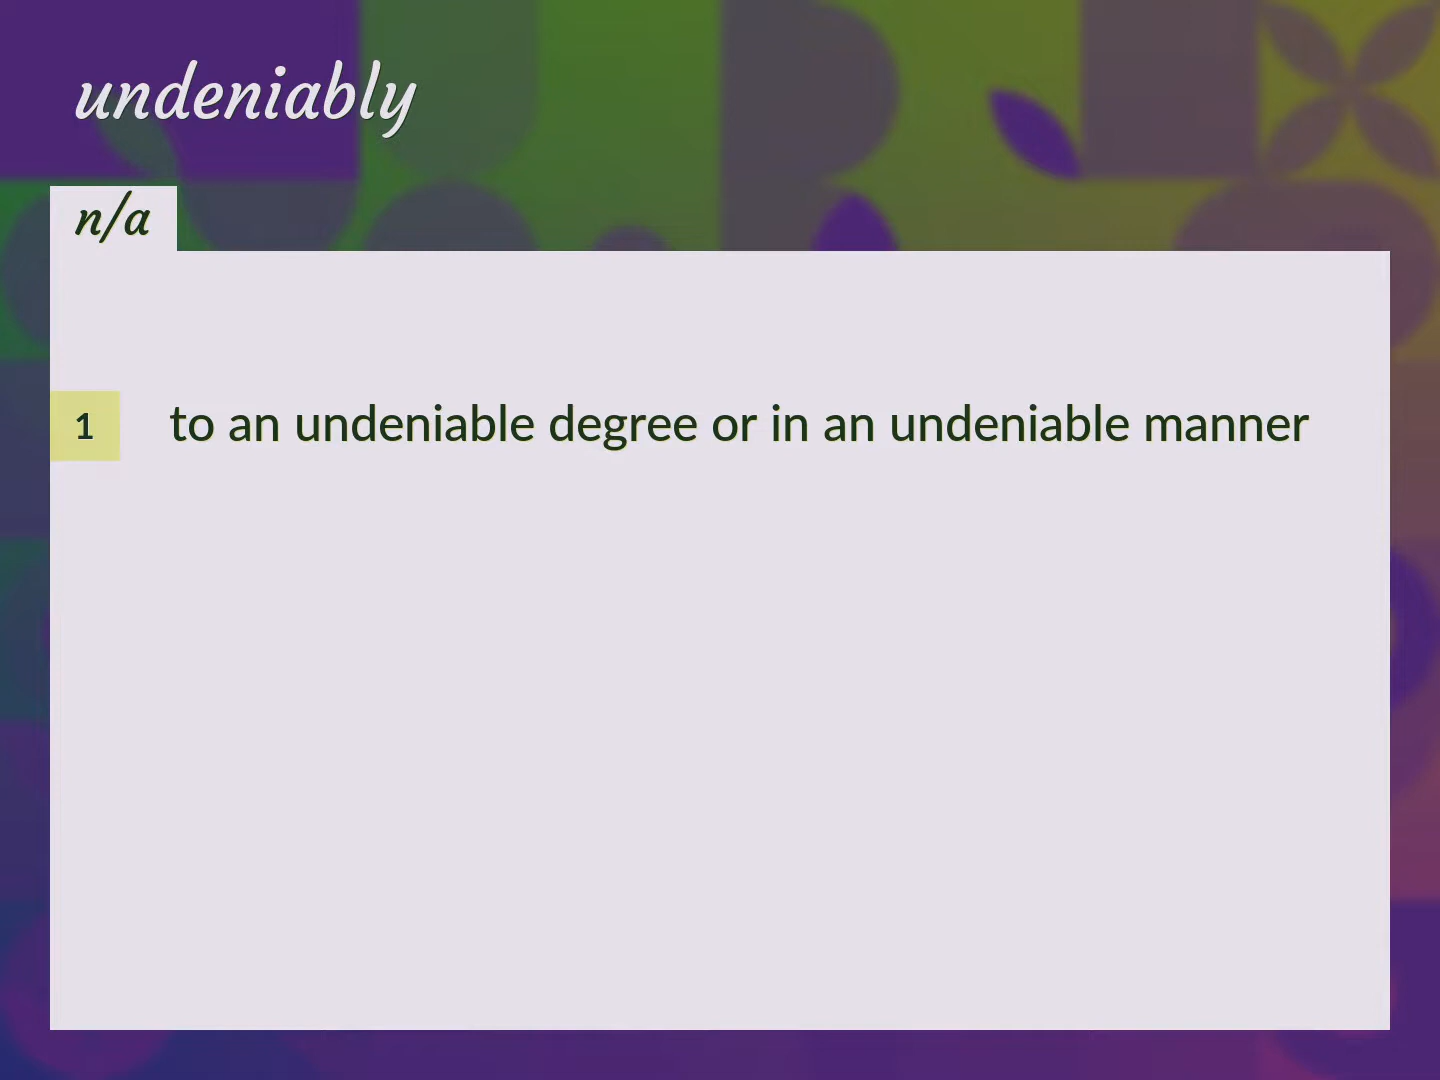 undeniably
n/a
1 to an undeniable degree or in an undeniable manner